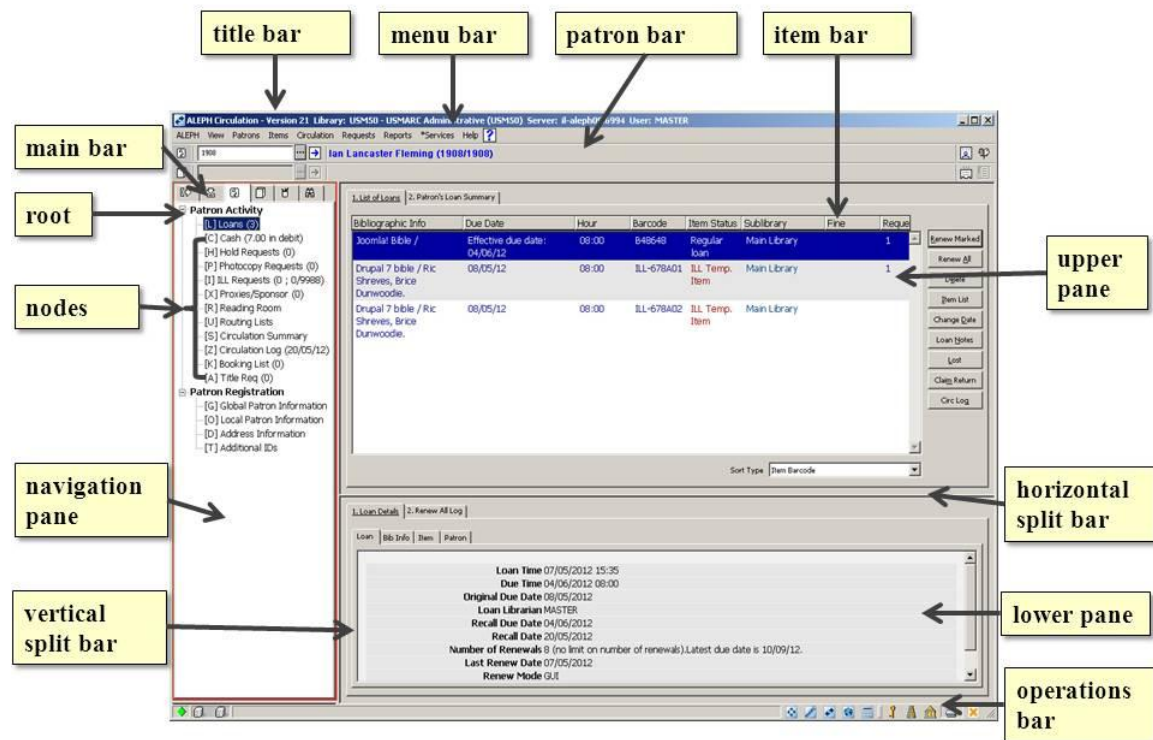 title bar
menu bar
patron bar
item bar
main bar
root
nodes
navigation
pane
vertical
split bar
upper
pane
horizontal
split bar
lower pane
operations
bar
ALEPH Circulation - Version 21 Library: USM50 - USMARC Administrative (USM50) Server: User: MASTER
ALEPH View Patrons Items Circulation Requests Reports *Services Help ?
1908
Ian Lancaster Fleming (1908/1908)
Patron Activity
[L] Loans (3)
[C] Cash (7.00 in debit)
[H] Hold Requests (0)
[P] Photocopy Requests (0)
[I] ILL Requests (0 ; 0/9988)
[X] Proxies/Sponsor (0)
[R] Reading Room
[U] Routing Lists
[S] Circulation Summary
[Z] Circulation Log (20/05/12)
[K] Booking List (0)
[A] Title Req (0)
Patron Registration
[G] Global Patron Information
[O] Local Patron Information
[D] Address Information
[T] Additional IDs
1. List of Loans 2. Patron's Loan Summary
Bibliographic Info Due Date Hour Barcode Item Status Sublibrary Fine Reque
Joomla! Bible / Effective due date: 08:00 B48648 Regular Main Library 1
04/06/12 loan
Drupal 7 bible / Ric 08/05/12 08:00 ILL-678A01 ILL Temp. Main Library 1
Shreves, Brice Item
Dunwoodie.
Drupal 7 bible / Ric 08/05/12 08:00 ILL-678A02 ILL Temp. Main Library
Shreves, Brice Item
Dunwoodie.
Renew Marked
Renew All
Delete
Item List
Change Date
Loan Notes
Lost
Claim Return
Circ Log
Sort Type Item Barcode
1. Loan Details 2. Renew All Log
Loan Bib Info Item Patron
Loan Time 07/05/2012 15:35
Due Time 04/06/2012 08:00
Original Due Date 08/05/2012
Loan Librarian MASTER
Recall Due Date 04/06/2012
Recall Date 20/05/2012
Number of Renewals 8 (no limit on number of renewals).Latest due date is 10/09/12.
Last Renew Date 07/05/2012
Renew Mode GUI